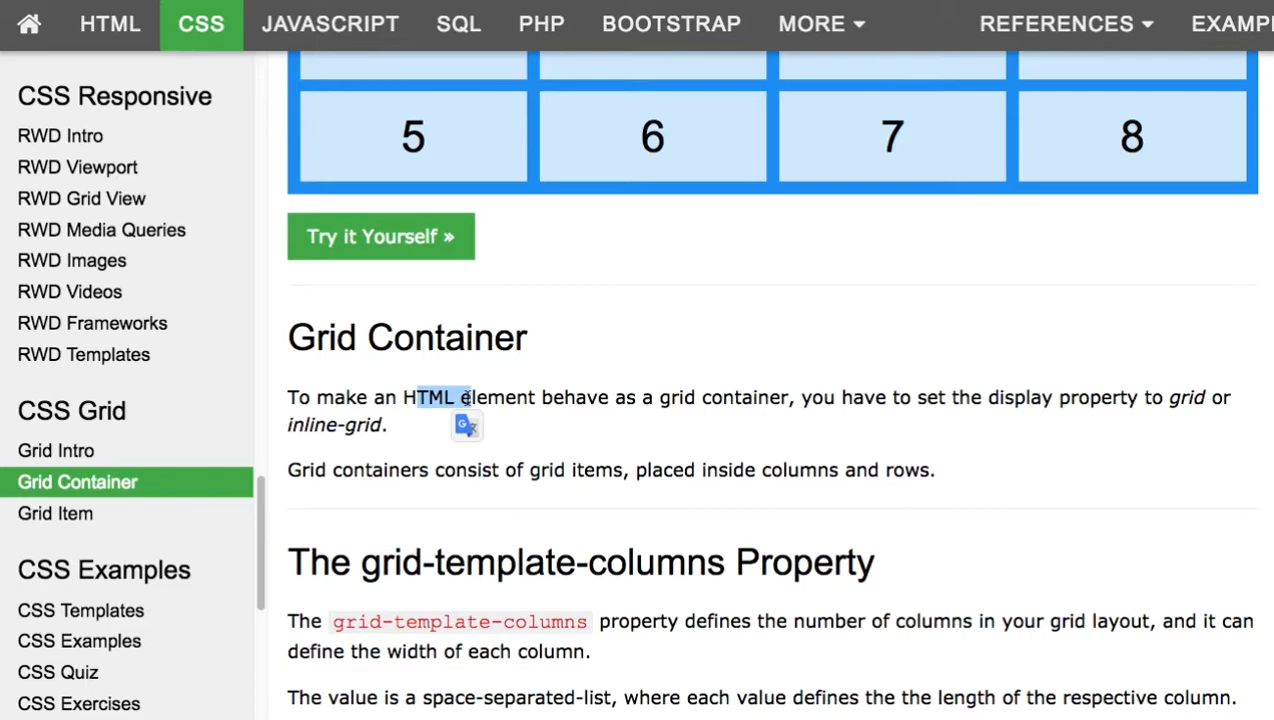 HTML CSS JAVASCRIPT SQL PHP BOOTSTRAP MORE REFERENCES EXAMP
CSS Responsive
RWD Intro
RWD Viewport
RWD Grid View
RWD Media Queries
RWD Images
RWD Videos
RWD Frameworks
RWD Templates
CSS Grid
Grid Intro
Grid Container
Grid Item
CSS Examples
CSS Templates
CSS Examples
CSS Quiz
CSS Exercises
5 6 7 8
Try it Yourself »
Grid Container
To make an HTML element behave as a grid container, you have to set the display property to grid or
inline-grid.
Grid containers consist of grid items, placed inside columns and rows.
The grid-template-columns Property
The grid-template-columns property defines the number of columns in your grid layout, and it can
define the width of each column.
The value is a space-separated-list, where each value defines the the length of the respective column.